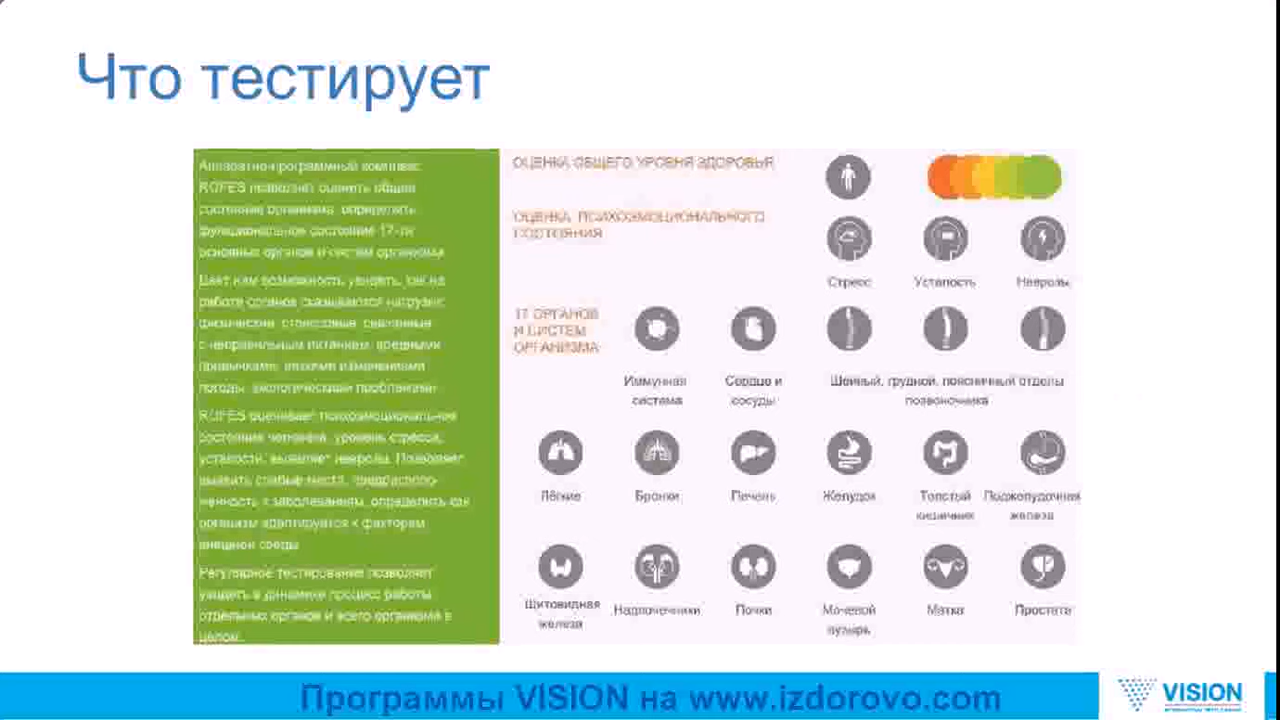 Что тестирует
Аппаратно-программный комплекс
ROFES позволяет оценить общее
состояние организма, определить
функциональное состояние 17-ти
основных органов и систем организма.
Дает нам возможность увидеть, как на
работе органов сказываются нагрузки:
физические, стрессовые, связанные
с неправильным питанием, вредными
привычками, резкими изменениями
погоды, экологическими проблемами.
ROFES оценивает психоэмоциональное
состояние человека, уровень стресса,
усталости, выявляет неврозы. Позволяет
выявить слабые места, предрасполо-
женность к заболеваниям, определить как
организм адаптируется к факторам
внешней среды.
Регулярное тестирование позволяет
увидеть в динамике процесс работы
отдельных органов и всего организма в
целом.
ОЦЕНКА ОБЩЕГО УРОВНЯ ЗДОРОВЬЯ
ОЦЕНКА ПСИХОЭМОЦИОНАЛЬНОГО
СОСТОЯНИЯ
Стресс
Усталость
Неврозы
17 ОРГАНОВ
И СИСТЕМ
ОРГАНИЗМА
Иммунная
система
Сердце и
сосуды
Шейный, грудной, поясничный отделы
позвоночника
Лёгкие
Бронхи
Печень
Желудок
Толстый
кишечник
Поджелудочная
железа
Щитовидная
железа
Надпочечники
Почки
Мочевой
пузырь
Матка
Простата
Программы VISION на www.izdorovo.com
VISION